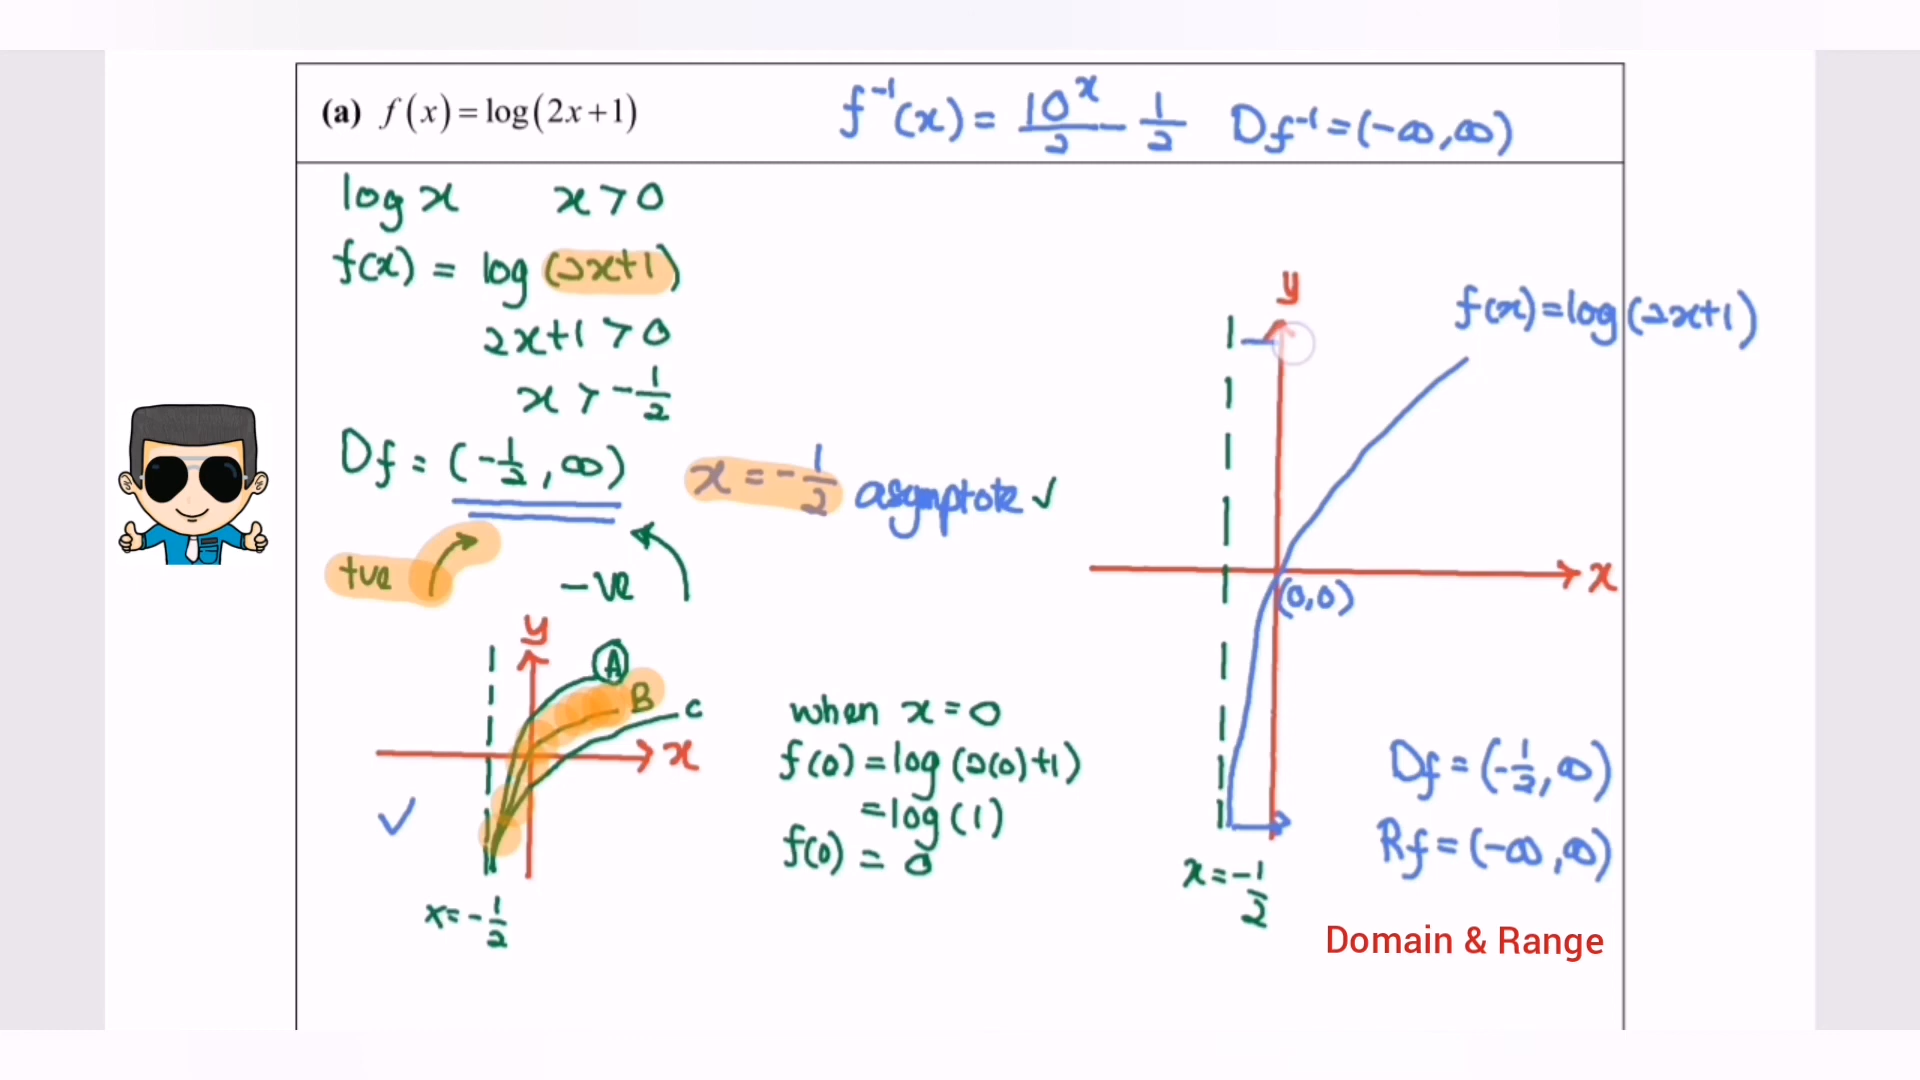 (a) f(x) = log(2x+1)
f⁻¹(x) = 10ˣ/2 - 1/2 Df⁻¹ = (-∞,∞)
log x x > 0
f(x) = log (2x+1)
2x+1 > 0
x > -1/2
Df = (-1/2, ∞)
x = -1/2 asymptote ✓
+ve
-ve
y
A
B
C
x
✓
x = -1/2
when x = 0
f(0) = log (2(0)+1)
= log (1)
f(0) = 0
y
f(x) = log(2x+1)
x
(0,0)
x = -1/2
Df = (-1/2, ∞)
Rf = (-∞,∞)
Domain & Range